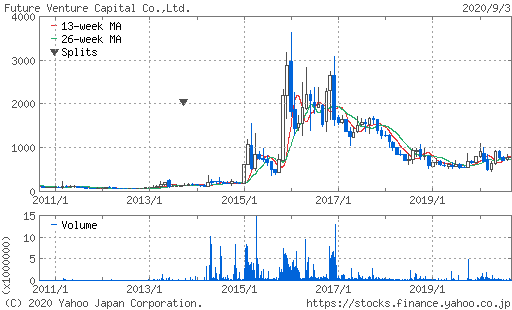 Future Venture Capital Co.,Ltd. 2020/9/3
4000
13-week MA
26-week MA
Splits
3000
2000
1000
0
2011/1 2013/1 2015/1 2017/1 2019/1
15
Volume
10
5
0
(x1000000)
2011/1 2013/1 2015/1 2017/1 2019/1
(C) 2020 Yahoo Japan Corporation. https://stocks.finance.yahoo.co.jp/